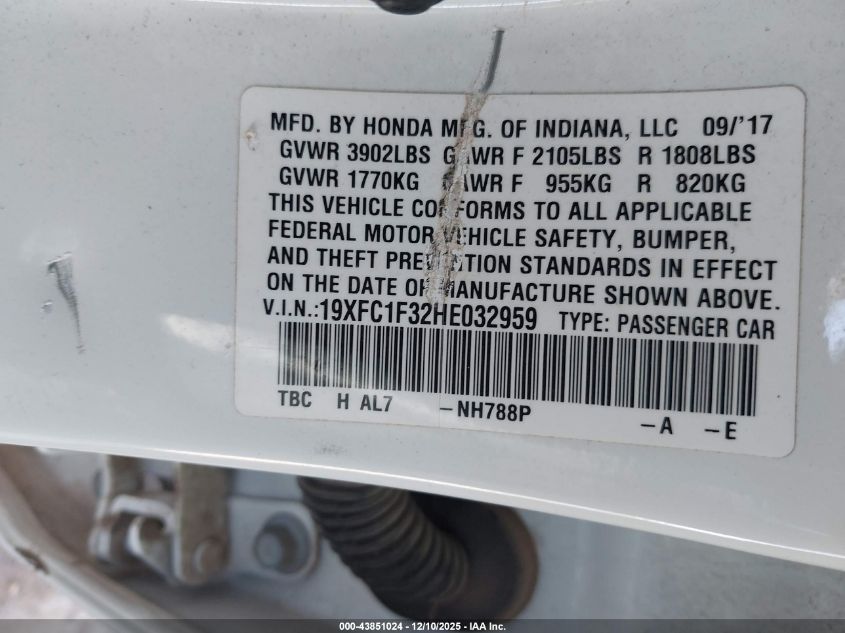 MFD. BY HONDA MFG. OF INDIANA, LLC 09/'17
GVWR 3902LBS GAWR F 2105LBS R 1808LBS
GVWR 1770KG GAWR F 955KG R 820KG
THIS VEHICLE CONFORMS TO ALL APPLICABLE
FEDERAL MOTOR VEHICLE SAFETY, BUMPER,
AND THEFT PREVENTION STANDARDS IN EFFECT
ON THE DATE OF MANUFACTURE SHOWN ABOVE.
V.I.N.:19XFC1F32HE032959 TYPE: PASSENGER CAR
TBC H AL7 -NH788P -A -E
000-43851024 - 12/10/2025 - IAA Inc.